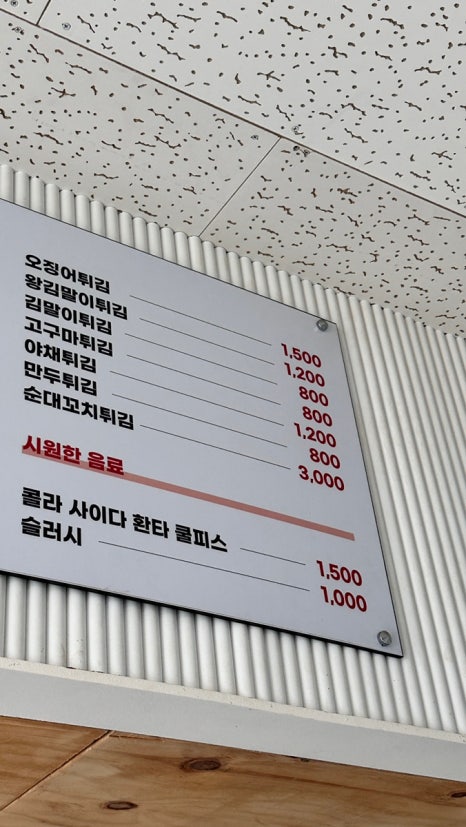 오징어튀김 1,500
왕김말이튀김 1,200
김말이튀김 800
고구마튀김 800
야채튀김 1,200
만두튀김 800
순대꼬치튀김 3,000
시원한 음료
콜라 사이다 환타 쿨피스 1,500
슬러시 1,000